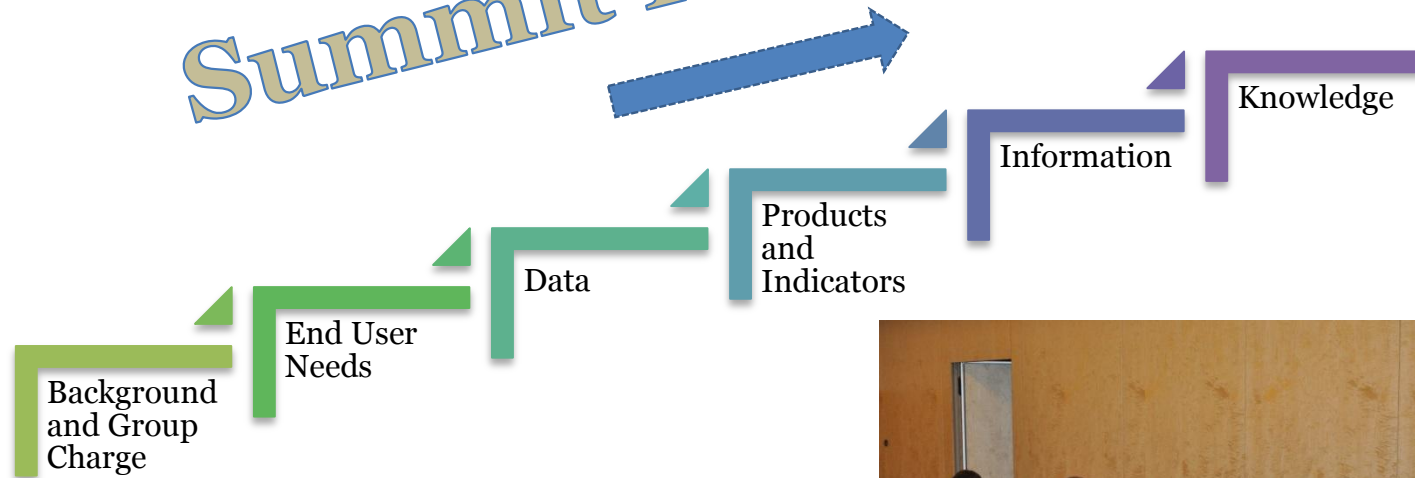 Summit
Knowledge
Information
Products
and
Indicators
Data
End User
Needs
Background
and Group
Charge